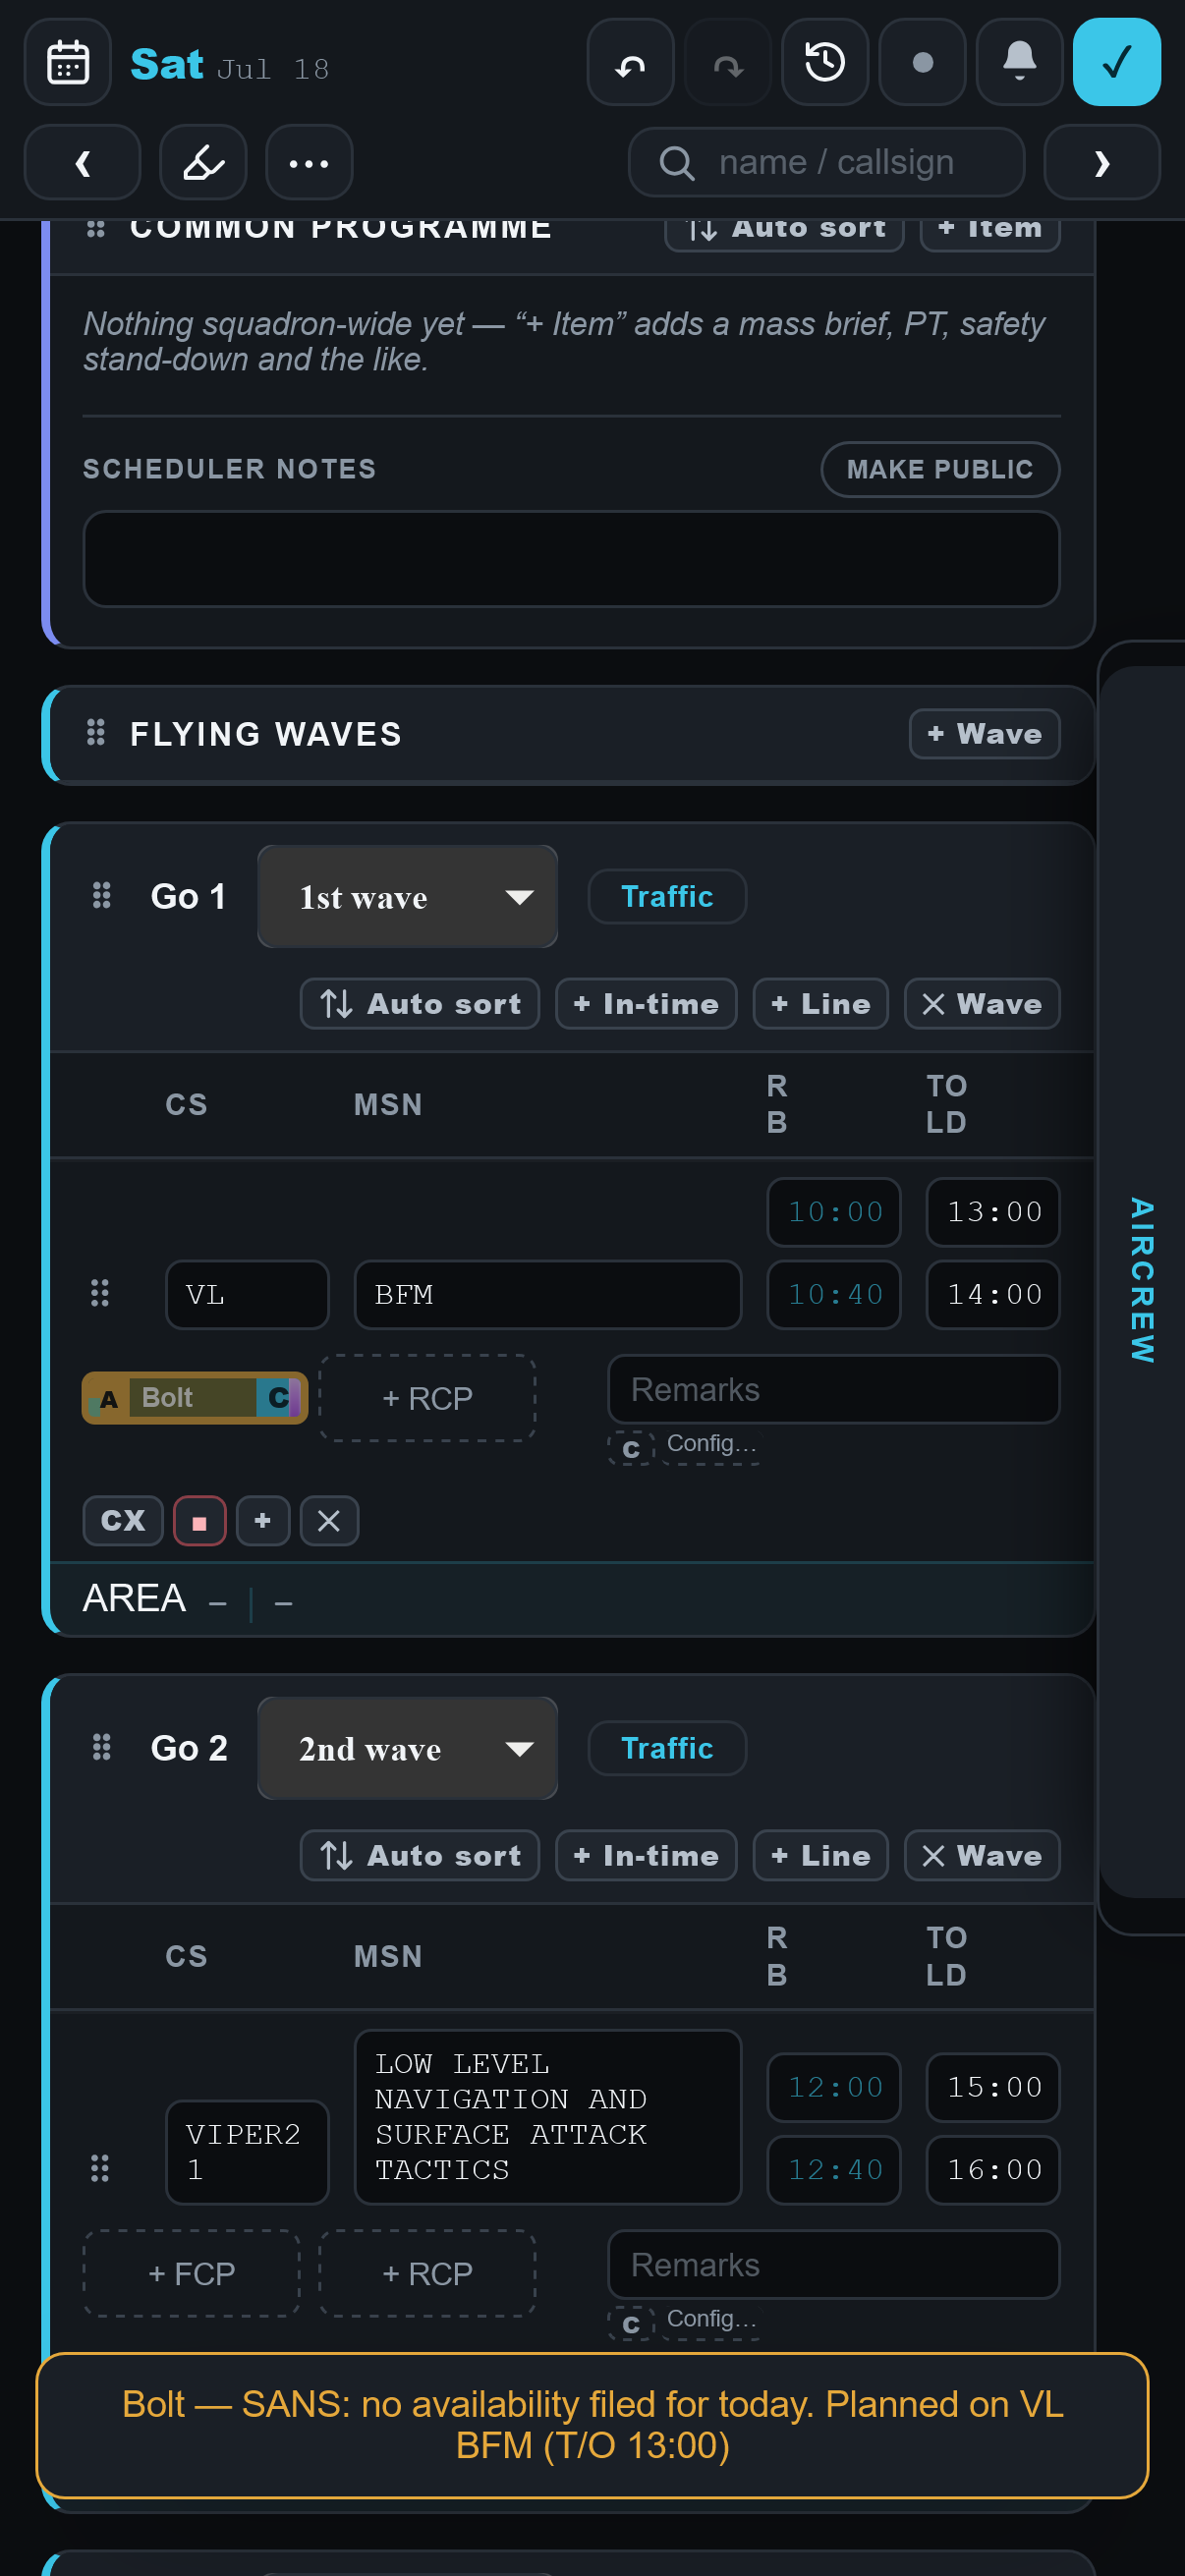 Sat Jul 18
name / callsign
COMMON PROGRAMME Auto sort + Item
Nothing squadron-wide yet — “+ Item” adds a mass brief, PT, safety
stand-down and the like.
SCHEDULER NOTES MAKE PUBLIC
FLYING WAVES + Wave
Go 1 1st wave Traffic
Auto sort + In-time + Line × Wave
CS MSN R TO
B LD
10:00 13:00
VL BFM 10:40 14:00
A Bolt C + RCP Remarks
C Config...
CX + ×
AREA – | –
Go 2 2nd wave Traffic
Auto sort + In-time + Line × Wave
CS MSN R TO
B LD
LOW LEVEL
NAVIGATION AND 12:00 15:00
VIPER2 SURFACE ATTACK
1 TACTICS 12:40 16:00
+ FCP + RCP Remarks
C Config...
Bolt — SANS: no availability filed for today. Planned on VL
BFM (T/O 13:00)
AIRCREW